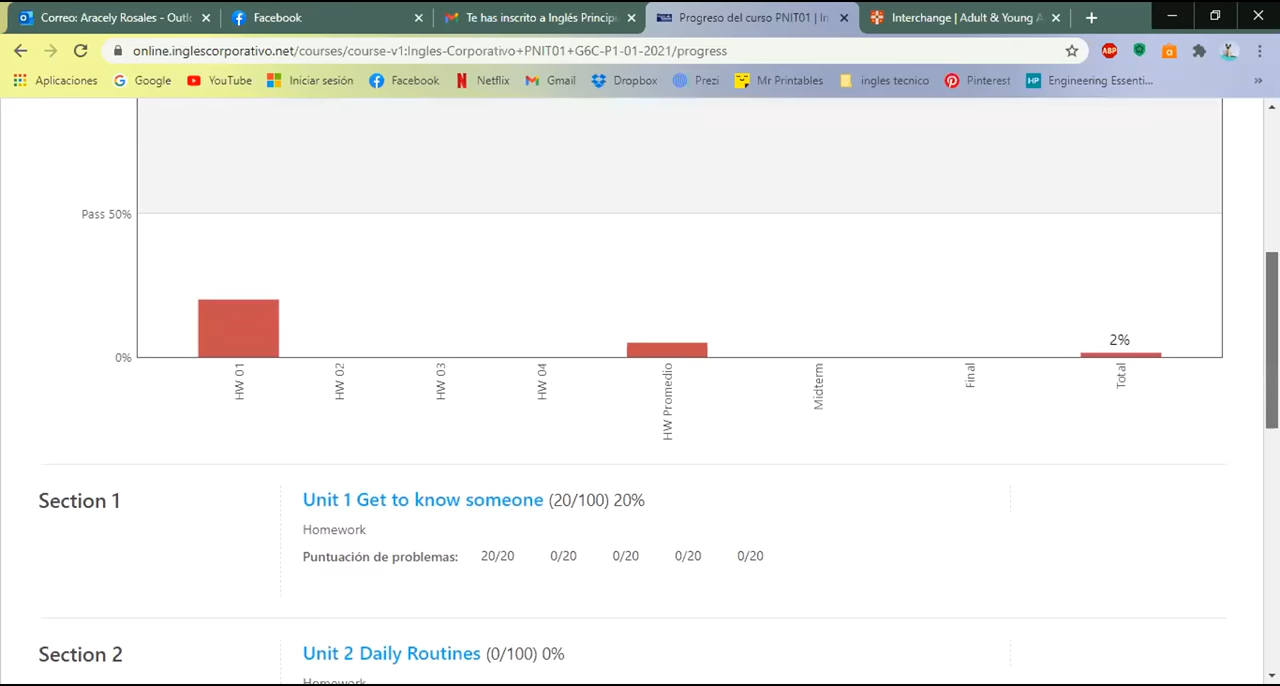 Correo: Aracely Rosales - Outl
Facebook
Te has inscrito a Inglés Princip
Progreso del curso PNIT01 | In
Interchange | Adult & Young A
online.inglescorporativo.net/courses/course-v1:Ingles-Corporativo+PNIT01+G6C-P1-01-2021/progress
ABP
Aplicaciones
Google
YouTube
Iniciar sesión
Facebook
Netflix
Gmail
Dropbox
Prezi
Mr Printables
ingles tecnico
Pinterest
HP
Engineering Essenti...
»
Pass 50%
0%
2%
HW 01
HW 02
HW 03
HW 04
HW Promedio
Midterm
Final
Total
Section 1
Unit 1 Get to know someone (20/100) 20%
Homework
Puntuación de problemas: 20/20 0/20 0/20 0/20 0/20
Section 2
Unit 2 Daily Routines (0/100) 0%
Homework